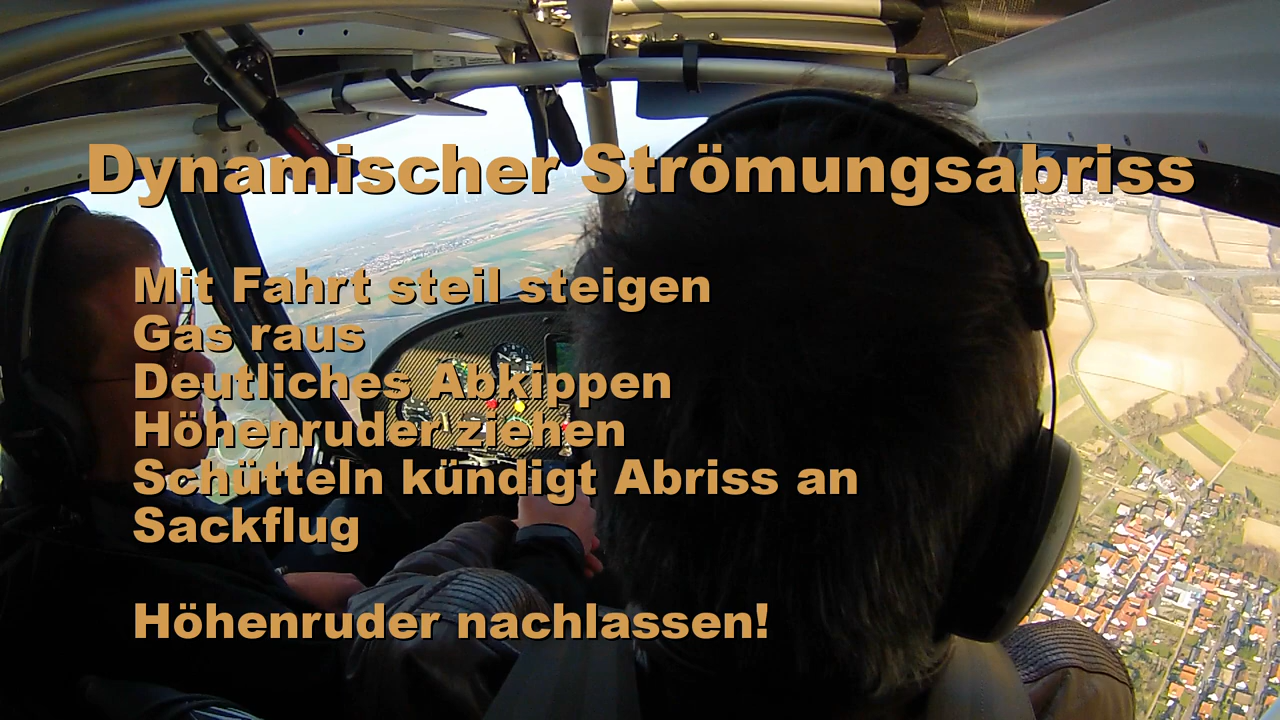 Dynamischer Strömungsabriss
Mit Fahrt steil steigen
Gas raus
Deutliches Abkippen
Höhenruder ziehen
Schütteln kündigt Abriss an
Sackflug
Höhenruder nachlassen!